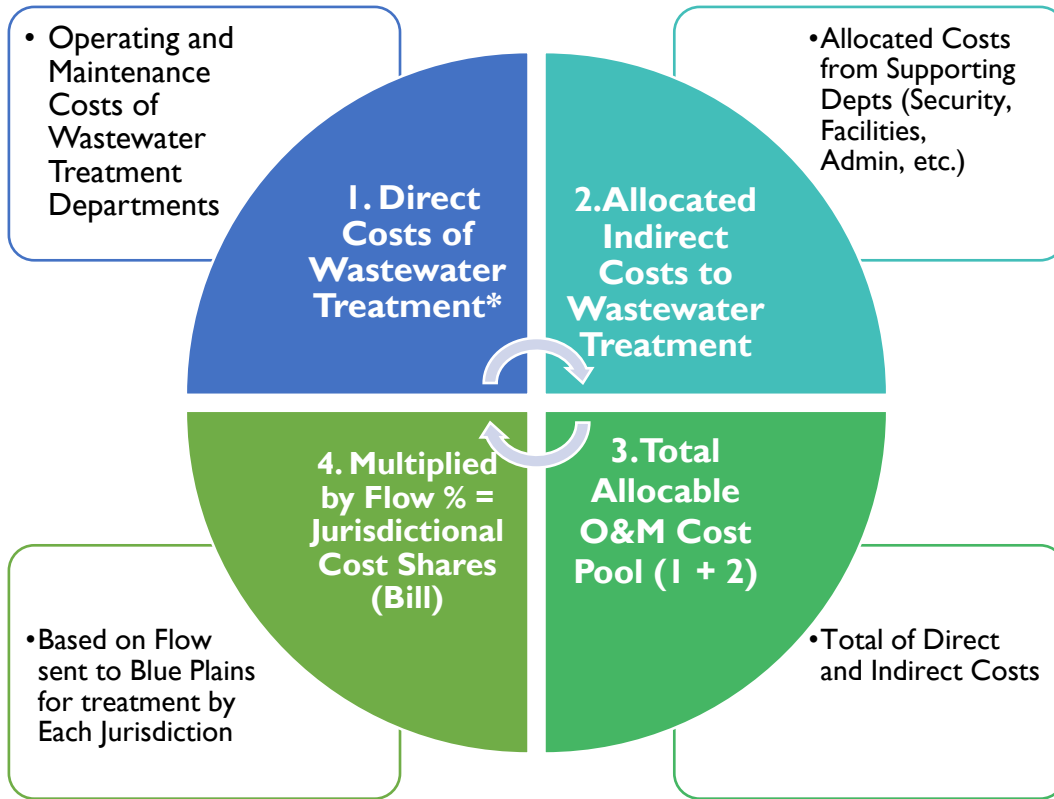 • Operating and
Maintenance
Costs of
Wastewater
Treatment
Departments
1. Direct
Costs of
Wastewater
Treatment*
2.Allocated
Indirect
Costs to
Wastewater
Treatment
•Allocated Costs
from Supporting
Depts (Security,
Facilities,
Admin, etc.)
4. Multiplied
by Flow % =
Jurisdictional
Cost Shares
(Bill)
3. Total
Allocable
O&M Cost
Pool (1 + 2)
•Based on Flow
sent to Blue Plains
for treatment by
Each Jurisdiction
•Total of Direct
and Indirect Costs